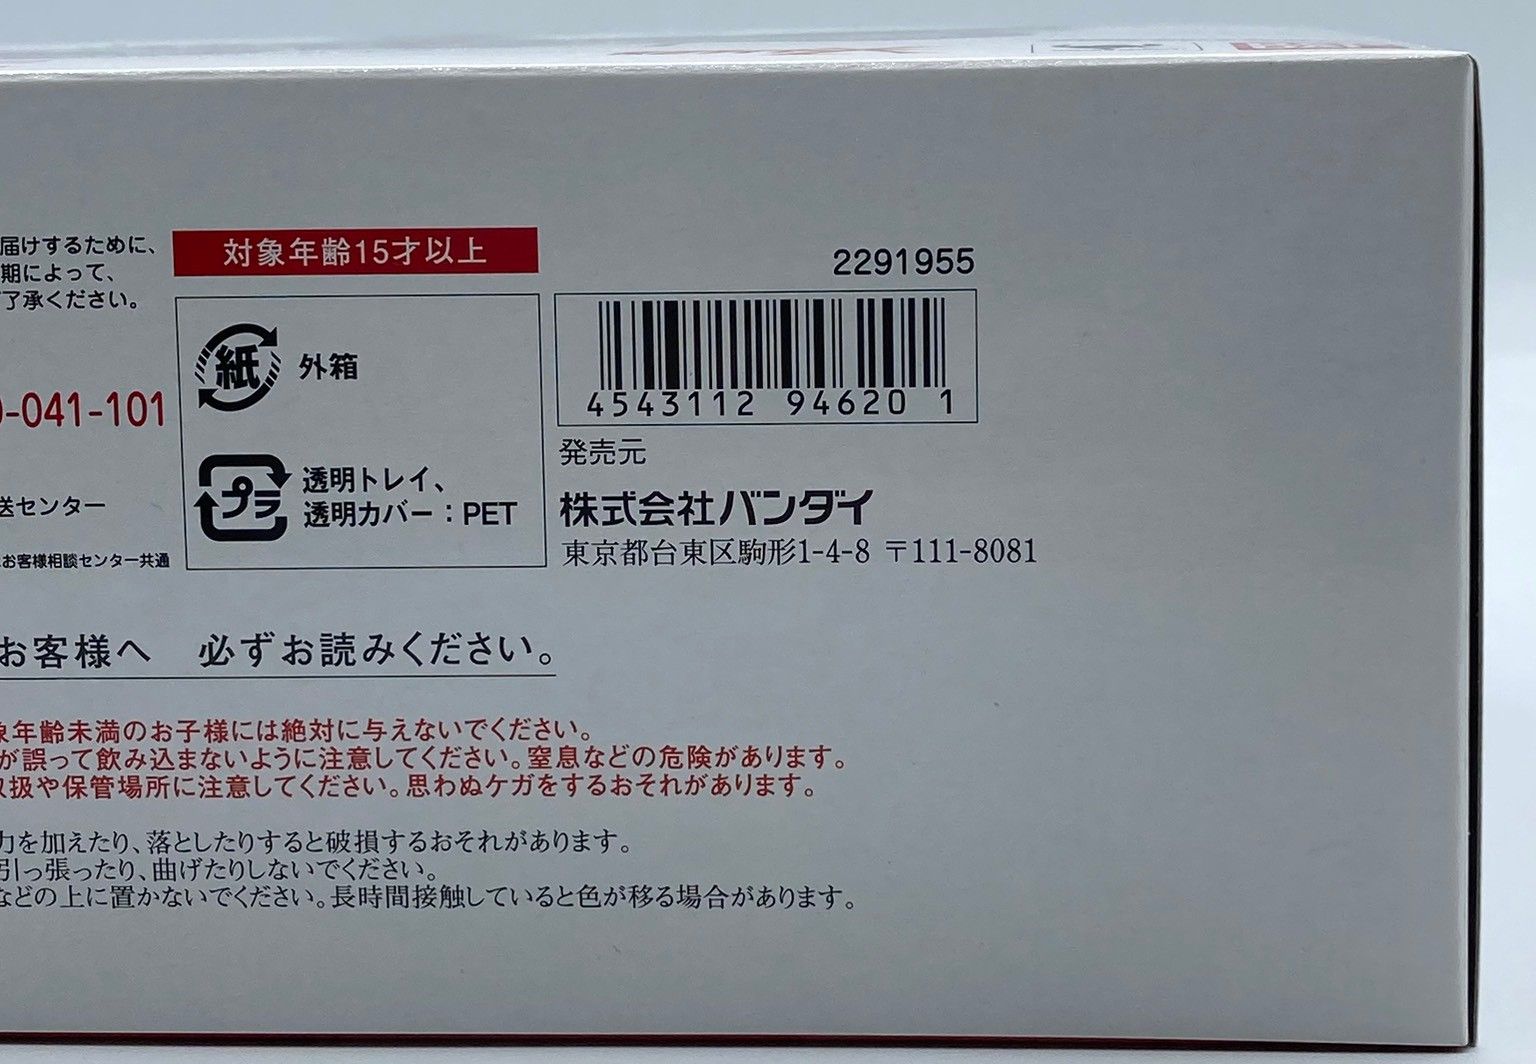 届けするために、
期によって、
了承ください。
対象年齢15才以上
2291955
紙
外箱
4543112 94620 1
-041-101
発売元
プラ
透明トレイ、
透明カバー：PET
株式会社バンダイ
送センター
東京都台東区駒形1-4-8 〒111-8081
お客様相談センター共通
お客様へ 必ずお読みください。
象年齢未満のお子様には絶対に与えないでください。
が誤って飲み込まないように注意してください。窒息などの危険があります。
取扱や保管場所に注意してください。思わぬケガをするおそれがあります。
力を加えたり、落としたりすると破損するおそれがあります。
引っ張ったり、曲げたりしないでください。
などの上に置かないでください。長時間接触していると色が移る場合があります。